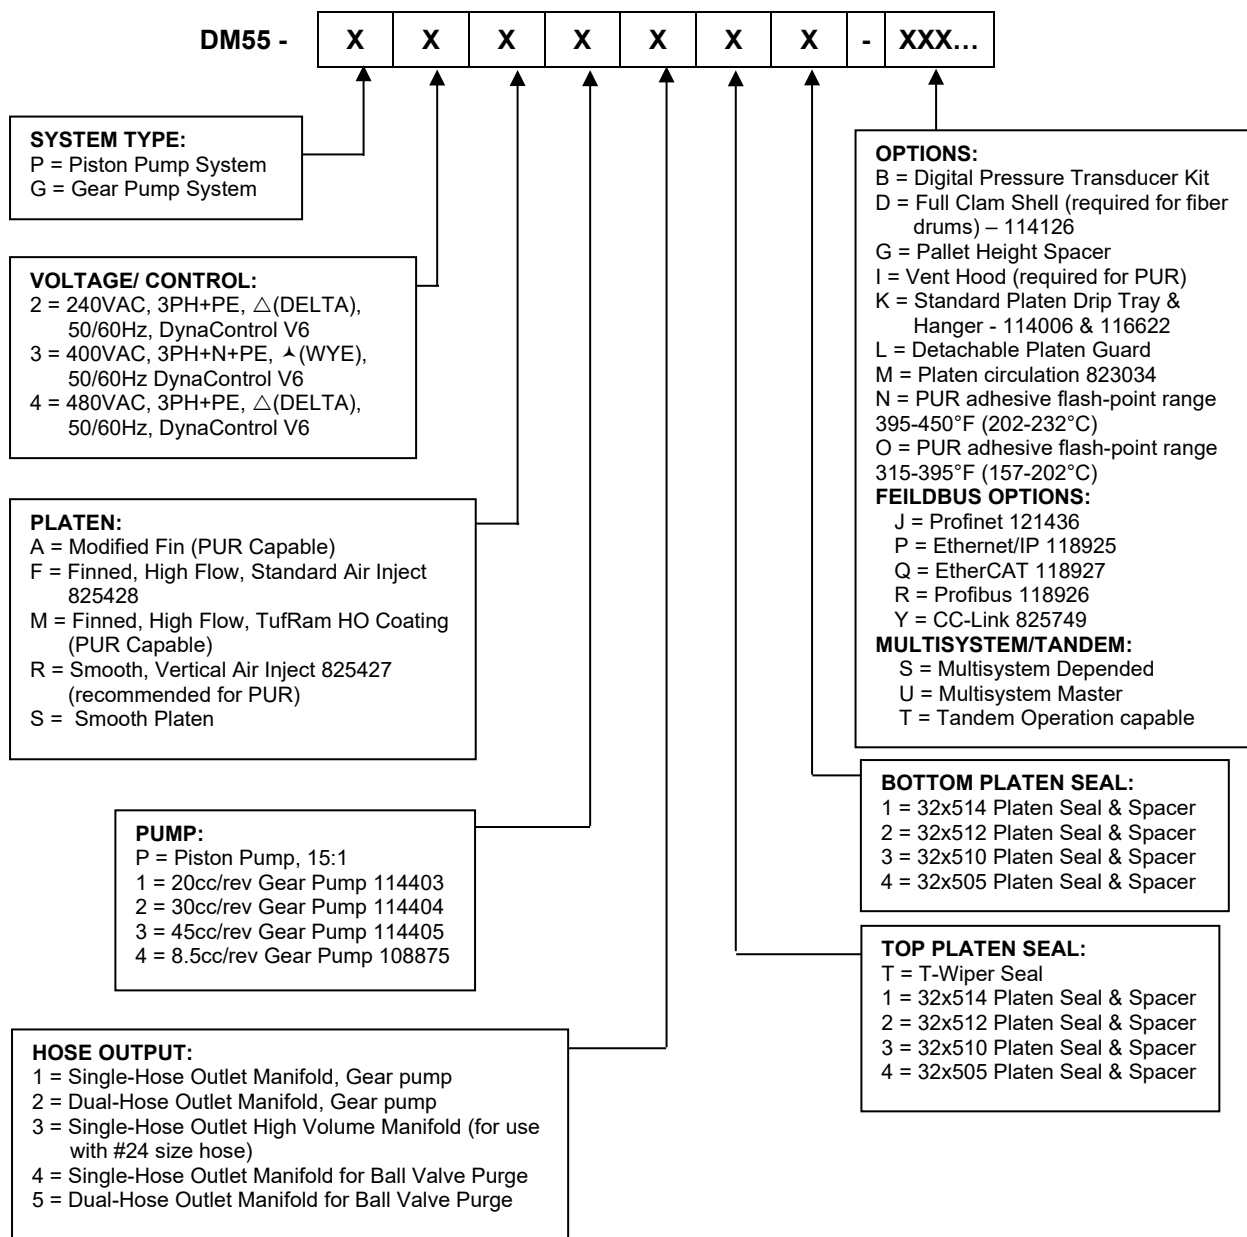 DM55 - X X X X X X X - XXX...
SYSTEM TYPE:
P = Piston Pump System
G = Gear Pump System
VOLTAGE/ CONTROL:
2 = 240VAC, 3PH+PE, △(DELTA),
50/60Hz, DynaControl V6
3 = 400VAC, 3PH+N+PE, ⅄(WYE),
50/60Hz DynaControl V6
4 = 480VAC, 3PH+PE, △(DELTA),
50/60Hz, DynaControl V6
PLATEN:
A = Modified Fin (PUR Capable)
F = Finned, High Flow, Standard Air Inject
825428
M = Finned, High Flow, TufRam HO Coating
(PUR Capable)
R = Smooth, Vertical Air Inject 825427
(recommended for PUR)
S = Smooth Platen
PUMP:
P = Piston Pump, 15:1
1 = 20cc/rev Gear Pump 114403
2 = 30cc/rev Gear Pump 114404
3 = 45cc/rev Gear Pump 114405
4 = 8.5cc/rev Gear Pump 108875
HOSE OUTPUT:
1 = Single-Hose Outlet Manifold, Gear pump
2 = Dual-Hose Outlet Manifold, Gear pump
3 = Single-Hose Outlet High Volume Manifold (for use
with #24 size hose)
4 = Single-Hose Outlet Manifold for Ball Valve Purge
5 = Dual-Hose Outlet Manifold for Ball Valve Purge
OPTIONS:
B = Digital Pressure Transducer Kit
D = Full Clam Shell (required for fiber
drums) – 114126
G = Pallet Height Spacer
I = Vent Hood (required for PUR)
K = Standard Platen Drip Tray &
Hanger - 114006 & 116622
L = Detachable Platen Guard
M = Platen circulation 823034
N = PUR adhesive flash-point range
395-450°F (202-232°C)
O = PUR adhesive flash-point range
315-395°F (157-202°C)
FEILDBUS OPTIONS:
J = Profinet 121436
P = Ethernet/IP 118925
Q = EtherCAT 118927
R = Profibus 118926
Y = CC-Link 825749
MULTISYSTEM/TANDEM:
S = Multisystem Depended
U = Multisystem Master
T = Tandem Operation capable
BOTTOM PLATEN SEAL:
1 = 32x514 Platen Seal & Spacer
2 = 32x512 Platen Seal & Spacer
3 = 32x510 Platen Seal & Spacer
4 = 32x505 Platen Seal & Spacer
TOP PLATEN SEAL:
T = T-Wiper Seal
1 = 32x514 Platen Seal & Spacer
2 = 32x512 Platen Seal & Spacer
3 = 32x510 Platen Seal & Spacer
4 = 32x505 Platen Seal & Spacer